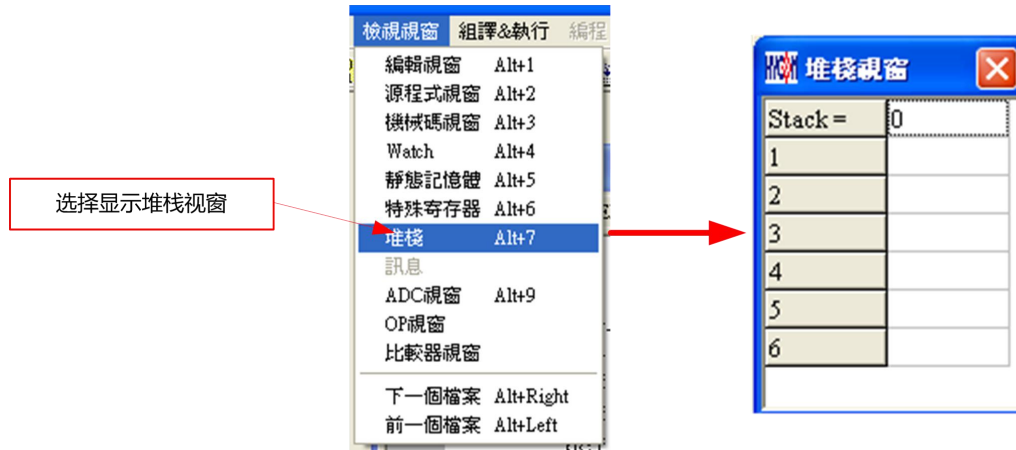 檢視視窗 組譯&執行 編程
編輯視窗 Alt+1
源程式視窗 Alt+2
機械碼視窗 Alt+3
Watch Alt+4
靜態記憶體 Alt+5
特殊寄存器 Alt+6
堆棧 Alt+7
訊息
ADC視窗 Alt+9
OP視窗
比較器視窗
下一個檔案 Alt+Right
前一個檔案 Alt+Left
选择显示堆栈视窗
堆棧視窗
Stack = 0
1
2
3
4
5
6